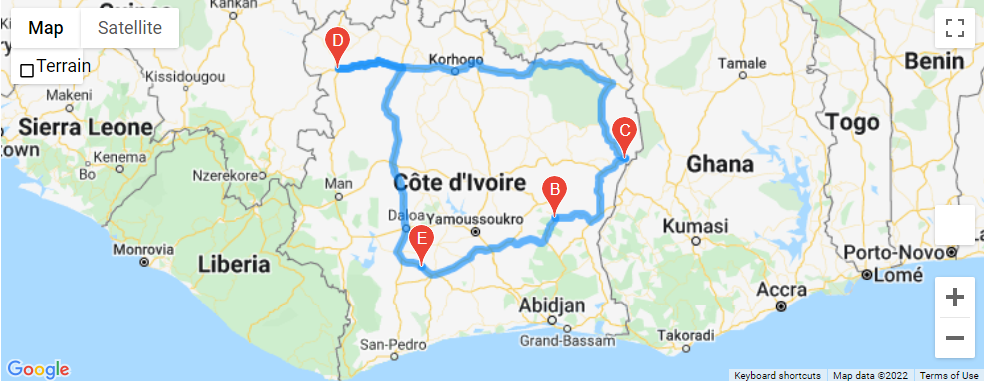 Map
Satellite
Terrain
Kankan
D
Korhogo
Tamale
Benin
Kissidougou
Makeni
Sierra Leone
town
Kenema
Bo
Nzerekore
Man
Côte d'Ivoire
C
Ghana
Togo
B
Daloa
Yamoussoukro
E
Kumasi
Monrovia
Liberia
Porto-Novo
Lomé
Abidjan
Accra
Grand-Bassam
San-Pedro
Takoradi
Google
Keyboard shortcuts
Map data ©2022
Terms of Use